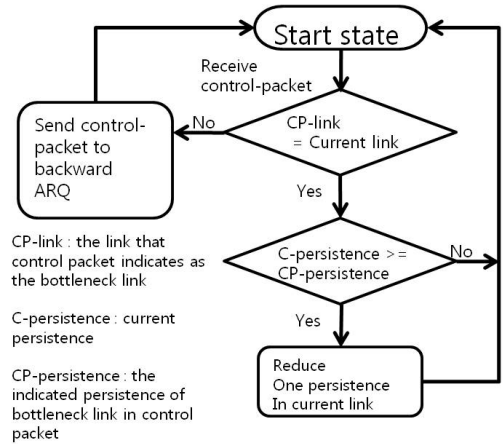 Start state
Receive
control-packet
CP-link
= Current link
No
Send control-
packet to
backward
ARQ
Yes
C-persistence >=
CP-persistence
No
Yes
Reduce
One persistence
In current link
CP-link : the link that
control packet indicates as
the bottleneck link
C-persistence : current
persistence
CP-persistence : the
indicated persistence of
bottleneck link in control
packet